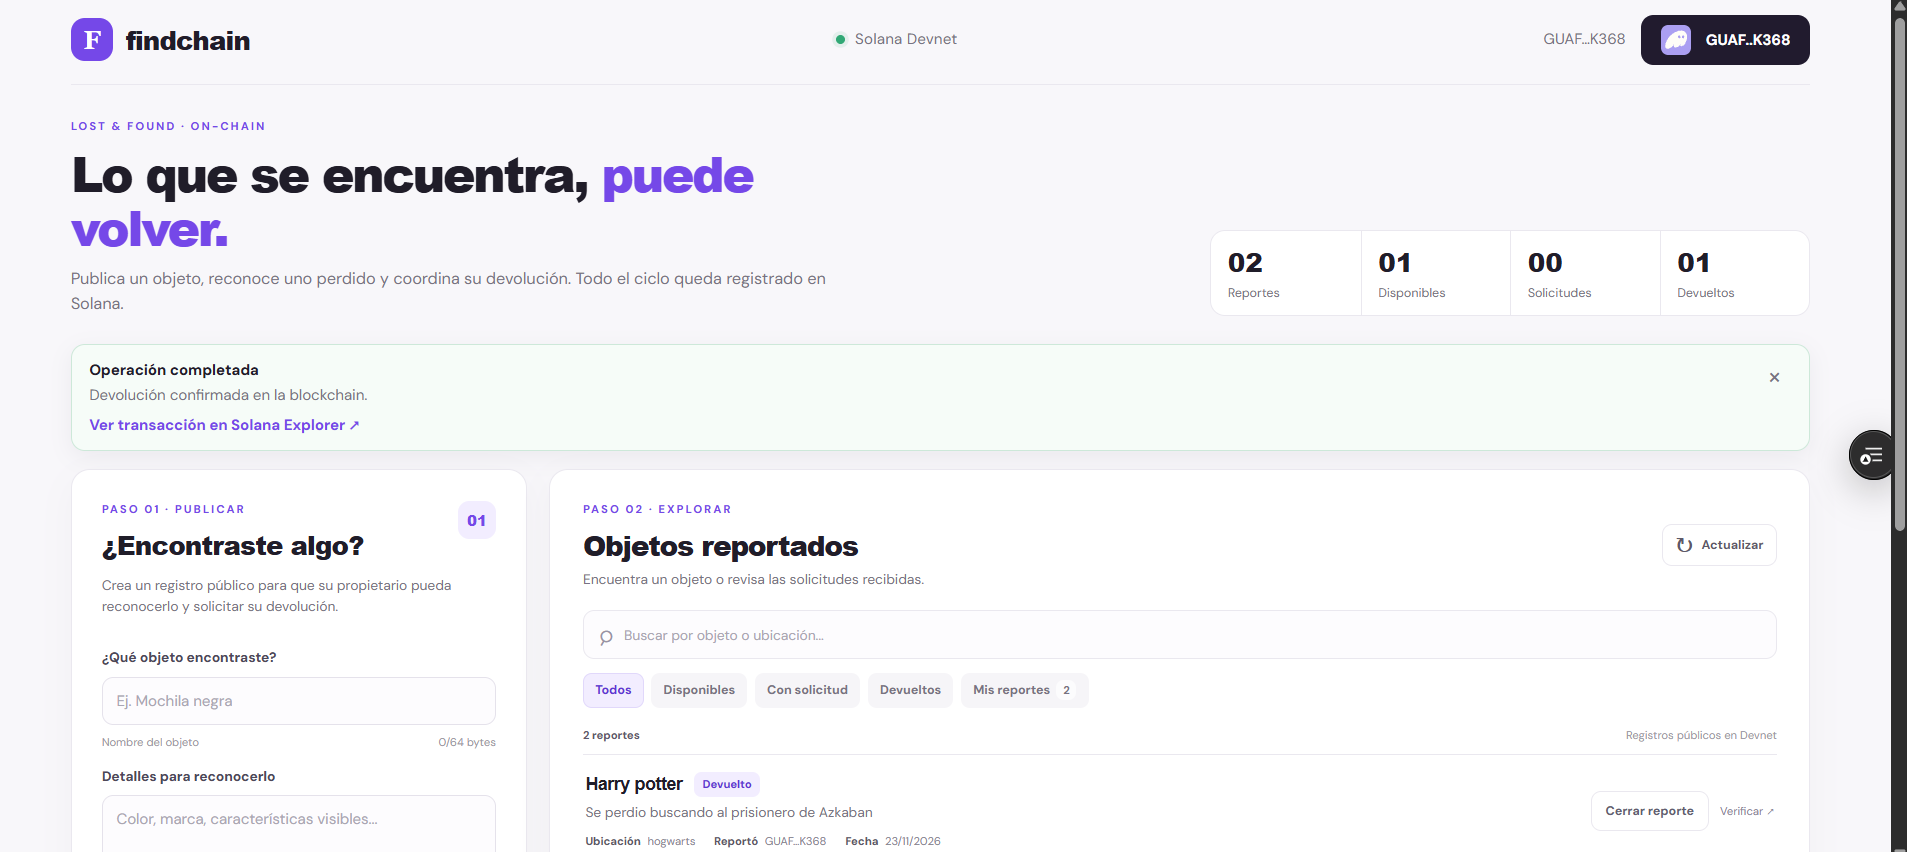 F findchain
Solana Devnet
GUAF...K368
GUAF..K368
LOST & FOUND · ON-CHAIN
Lo que se encuentra, puede
volver.
Publica un objeto, reconoce uno perdido y coordina su devolución. Todo el ciclo queda registrado en
Solana.
02
Reportes
01
Disponibles
00
Solicitudes
01
Devueltos
Operación completada
Devolución confirmada en la blockchain.
Ver transacción en Solana Explorer ↗
×
PASO 01 · PUBLICAR
01
¿Encontraste algo?
Crea un registro público para que su propietario pueda
reconocerlo y solicitar su devolución.
¿Qué objeto encontraste?
Ej. Mochila negra
Nombre del objeto 0/64 bytes
Detalles para reconocerlo
Color, marca, características visibles...
PASO 02 · EXPLORAR
Objetos reportados
Encuentra un objeto o revisa las solicitudes recibidas.
↻ Actualizar
Buscar por objeto o ubicación...
Todos Disponibles Con solicitud Devueltos Mis reportes 2
2 reportes Registros públicos en Devnet
Harry potter Devuelto
Se perdio buscando al prisionero de Azkaban
Ubicación hogwarts Reportó GUAF...K368 Fecha 23/11/2026
Cerrar reporte Verificar ↗